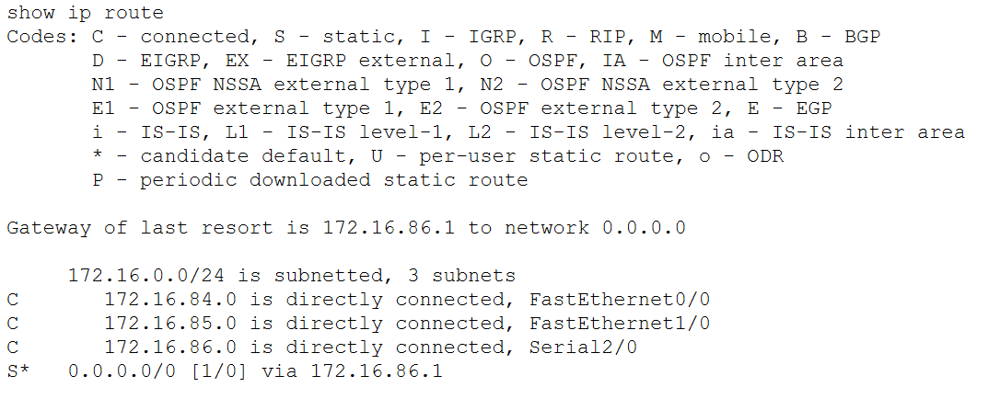 show ip route
Codes: C - connected, S - static, I - IGRP, R - RIP, M - mobile, B - BGP
       D - EIGRP, EX - EIGRP external, O - OSPF, IA - OSPF inter area
       N1 - OSPF NSSA external type 1, N2 - OSPF NSSA external type 2
       E1 - OSPF external type 1, E2 - OSPF external type 2, E - EGP
       i - IS-IS, L1 - IS-IS level-1, L2 - IS-IS level-2, ia - IS-IS inter area
       * - candidate default, U - per-user static route, o - ODR
       P - periodic downloaded static route

Gateway of last resort is 172.16.86.1 to network 0.0.0.0

     172.16.0.0/24 is subnetted, 3 subnets
C       172.16.84.0 is directly connected, FastEthernet0/0
C       172.16.85.0 is directly connected, FastEthernet1/0
C       172.16.86.0 is directly connected, Serial2/0
S*   0.0.0.0/0 [1/0] via 172.16.86.1